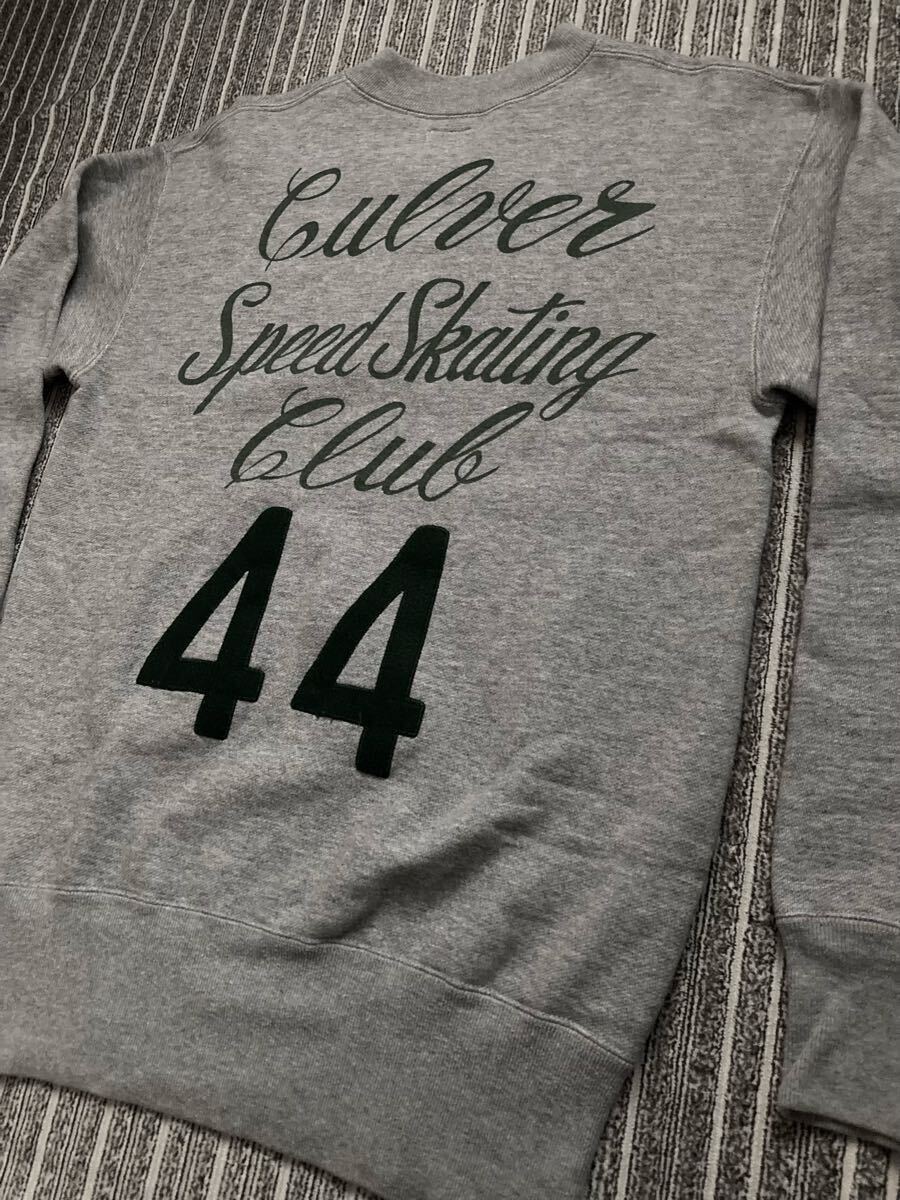 Culver
Speed Skating
Club
44